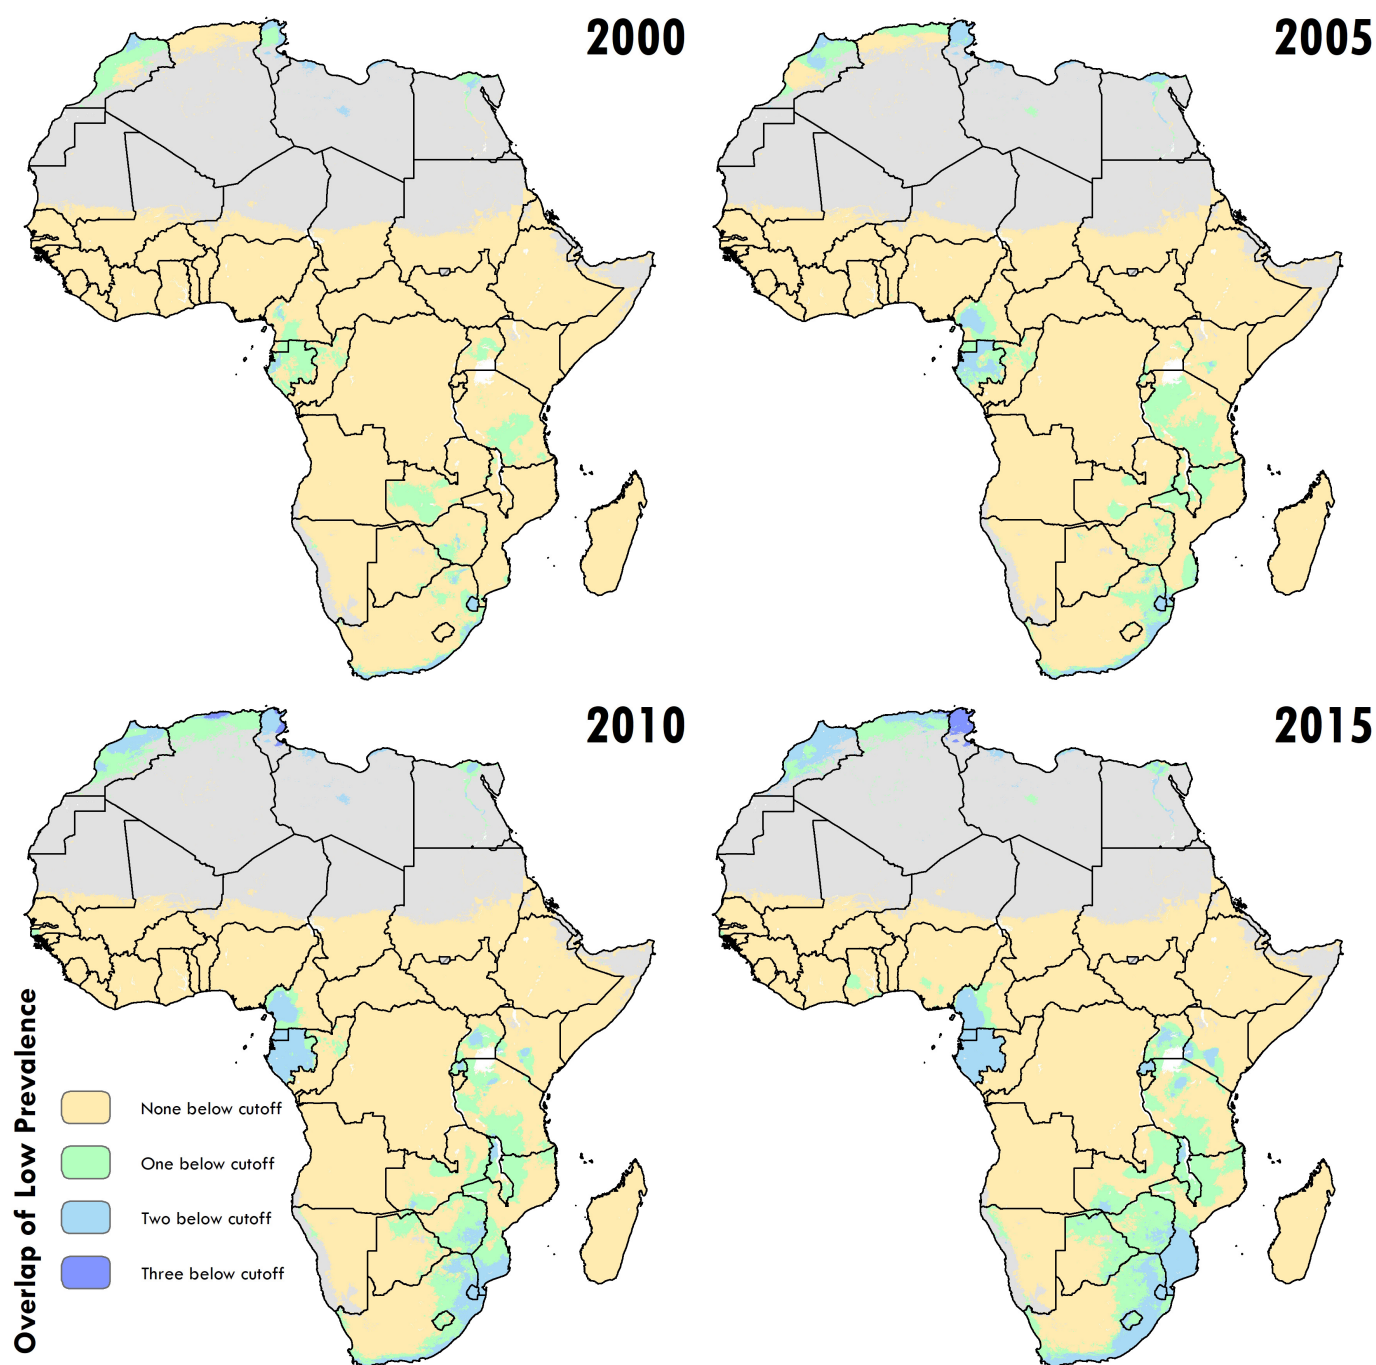 2000
2005
2010
2015
Overlap of Low Prevalence
None below cutoff
One below cutoff
Two below cutoff
Three below cutoff